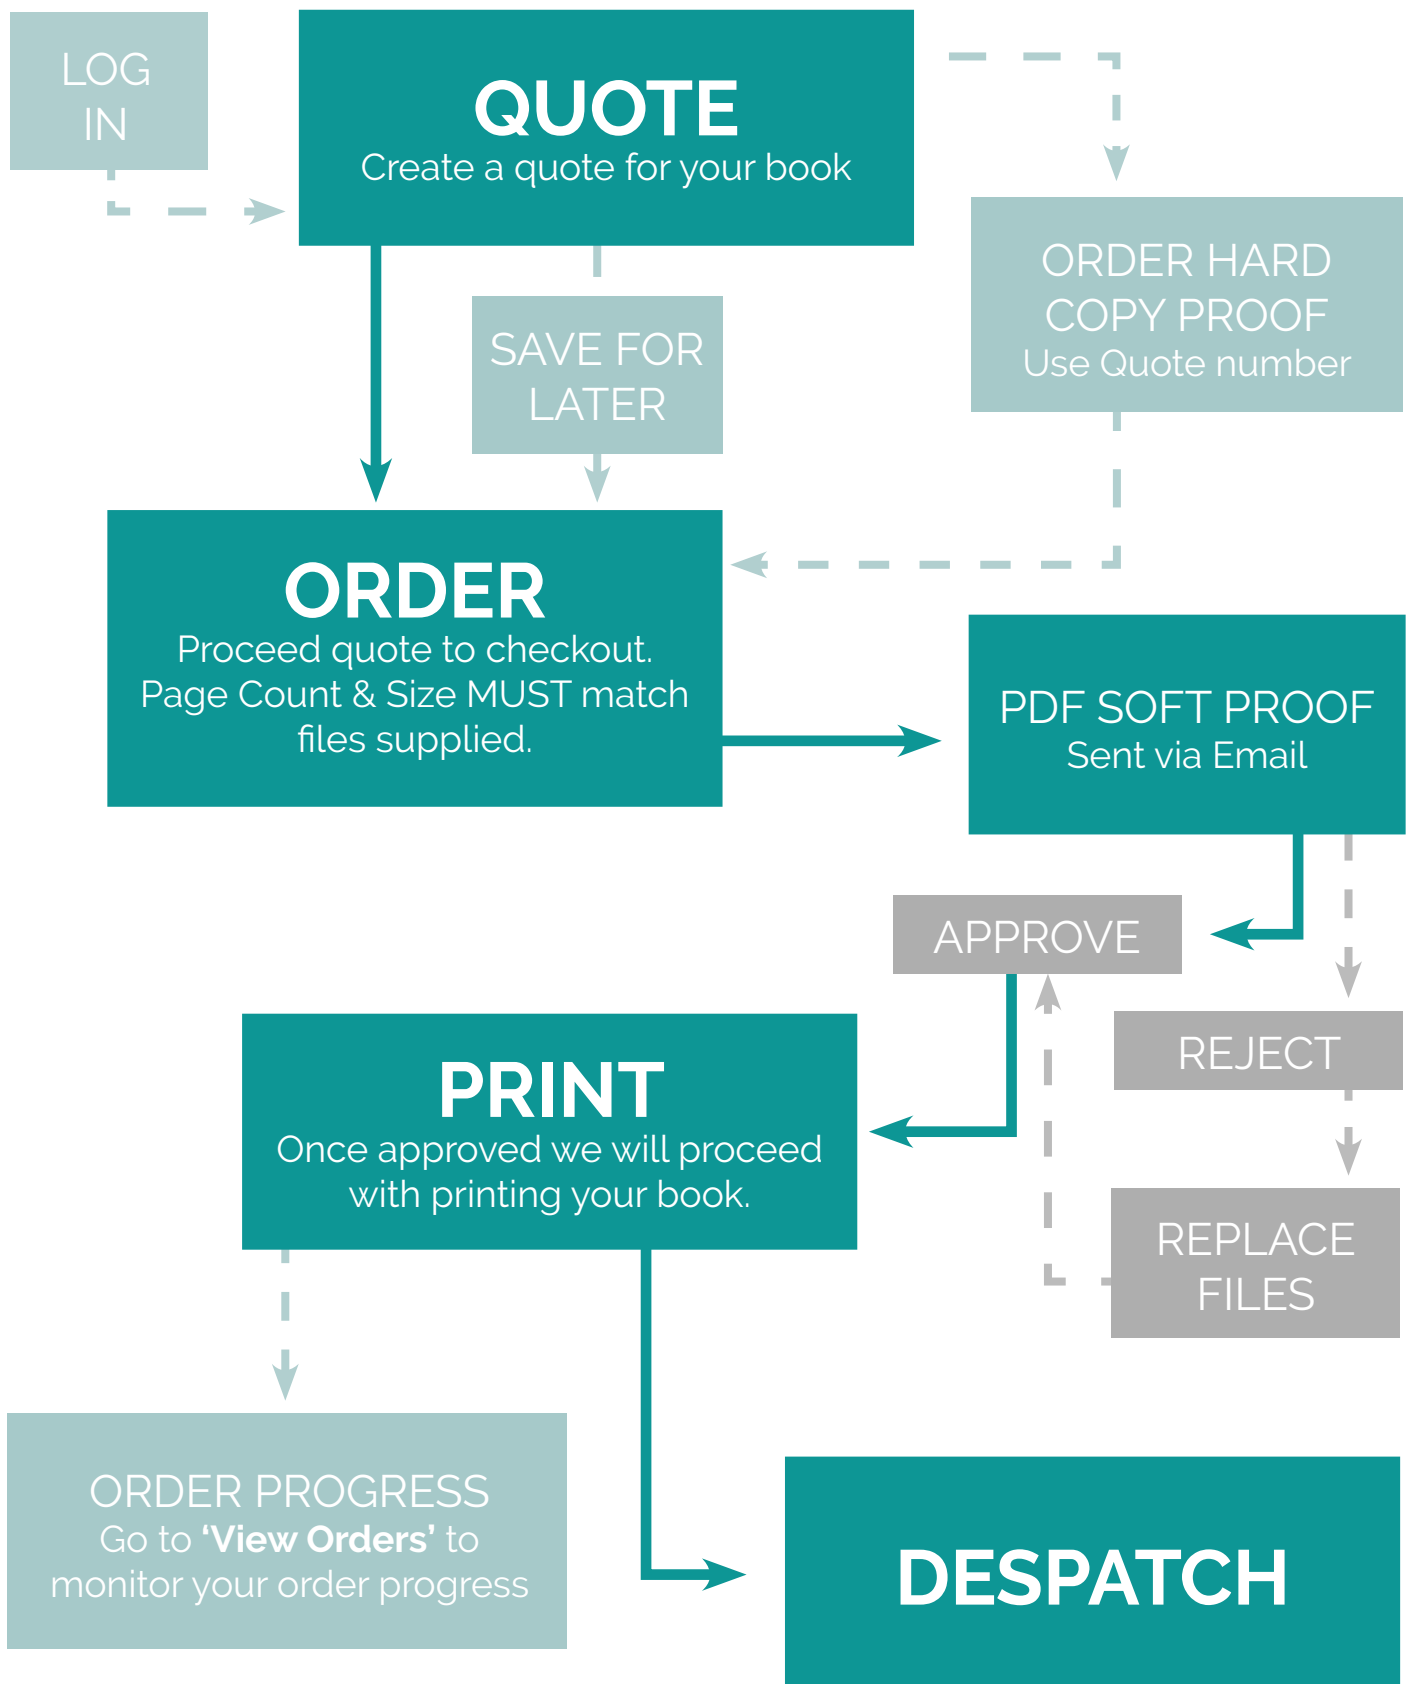 LOG
IN
QUOTE
Create a quote for your book
ORDER HARD
COPY PROOF
Use Quote number
SAVE FOR
LATER
ORDER
Proceed quote to checkout.
Page Count & Size MUST match
files supplied.
PDF SOFT PROOF
Sent via Email
APPROVE
REJECT
PRINT
Once approved we will proceed
with printing your book.
REPLACE
FILES
ORDER PROGRESS
Go to ‘View Orders’ to
monitor your order progress
DESPATCH